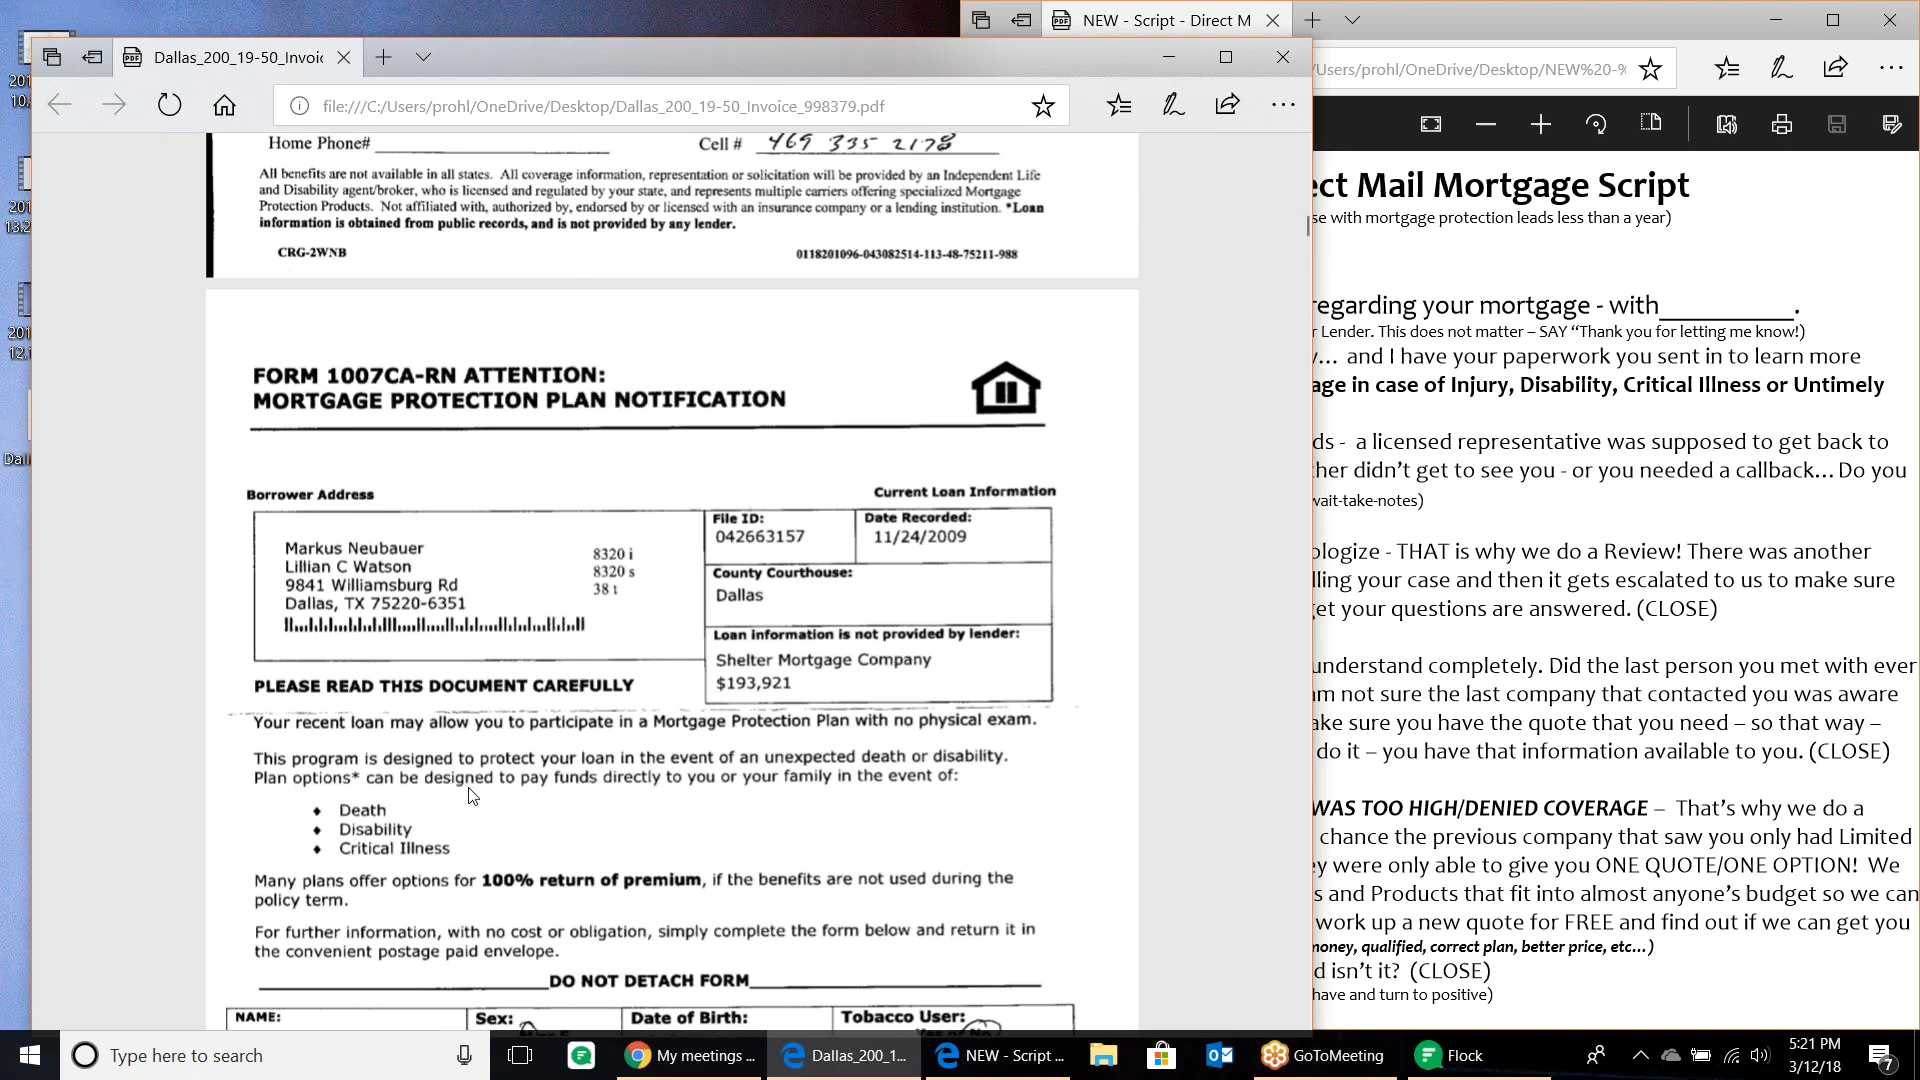 NEW - Script - Direct M
Dallas_200_19-50_Invoic
/Users/prohl/OneDrive/Desktop/NEW%20-%
file:///C:/Users/prohl/OneDrive/Desktop/Dallas_200_19-50_Invoice_998379.pdf
Home Phone#
Cell # 469 335 2178
All benefits are not available in all states. All coverage information, representation or solicitation will be provided by an Independent Life
and Disability agent/broker, who is licensed and regulated by your state, and represents multiple carriers offering specialized Mortgage
Protection Products. Not affiliated with, authorized by, endorsed by or licensed with an insurance company or a lending institution. *Loan
information is obtained from public records, and is not provided by any lender.
CRG-2WNB
0118201096-043082514-113-48-75211-988
FORM 1007CA-RN ATTENTION:
MORTGAGE PROTECTION PLAN NOTIFICATION
Borrower Address
Current Loan Information
Markus Neubauer
Lillian C Watson
9841 Williamsburg Rd
Dallas, TX 75220-6351
8320 i
8320 s
38 t
File ID:
042663157
Date Recorded:
11/24/2009
County Courthouse:
Dallas
Loan information is not provided by lender:
Shelter Mortgage Company
$193,921
PLEASE READ THIS DOCUMENT CAREFULLY
Your recent loan may allow you to participate in a Mortgage Protection Plan with no physical exam.
This program is designed to protect your loan in the event of an unexpected death or disability.
Plan options* can be designed to pay funds directly to you or your family in the event of:
♦ Death
♦ Disability
♦ Critical Illness
Many plans offer options for 100% return of premium, if the benefits are not used during the
policy term.
For further information, with no cost or obligation, simply complete the form below and return it in
the convenient postage paid envelope.
DO NOT DETACH FORM
NAME:
Sex:
Date of Birth:
Tobacco User:
ect Mail Mortgage Script
se with mortgage protection leads less than a year)
regarding your mortgage - with__________.
r Lender. This does not matter – SAY “Thank you for letting me know!)
y… and I have your paperwork you sent in to learn more
age in case of Injury, Disability, Critical Illness or Untimely
ds - a licensed representative was supposed to get back to
her didn’t get to see you - or you needed a callback… Do you
wait-take-notes)
ologize - THAT is why we do a Review! There was another
lling your case and then it gets escalated to us to make sure
get your questions are answered. (CLOSE)
understand completely. Did the last person you met with ever
am not sure the last company that contacted you was aware
ake sure you have the quote that you need – so that way –
do it – you have that information available to you. (CLOSE)
WAS TOO HIGH/DENIED COVERAGE – That’s why we do a
chance the previous company that saw you only had Limited
ey were only able to give you ONE QUOTE/ONE OPTION! We
s and Products that fit into almost anyone’s budget so we can
work up a new quote for FREE and find out if we can get you
money, qualified, correct plan, better price, etc…)
d isn’t it? (CLOSE)
have and turn to positive)
Type here to search
My meetings ...
Dallas_200_1...
NEW - Script ...
GoToMeeting
Flock
5:21 PM
3/12/18
7